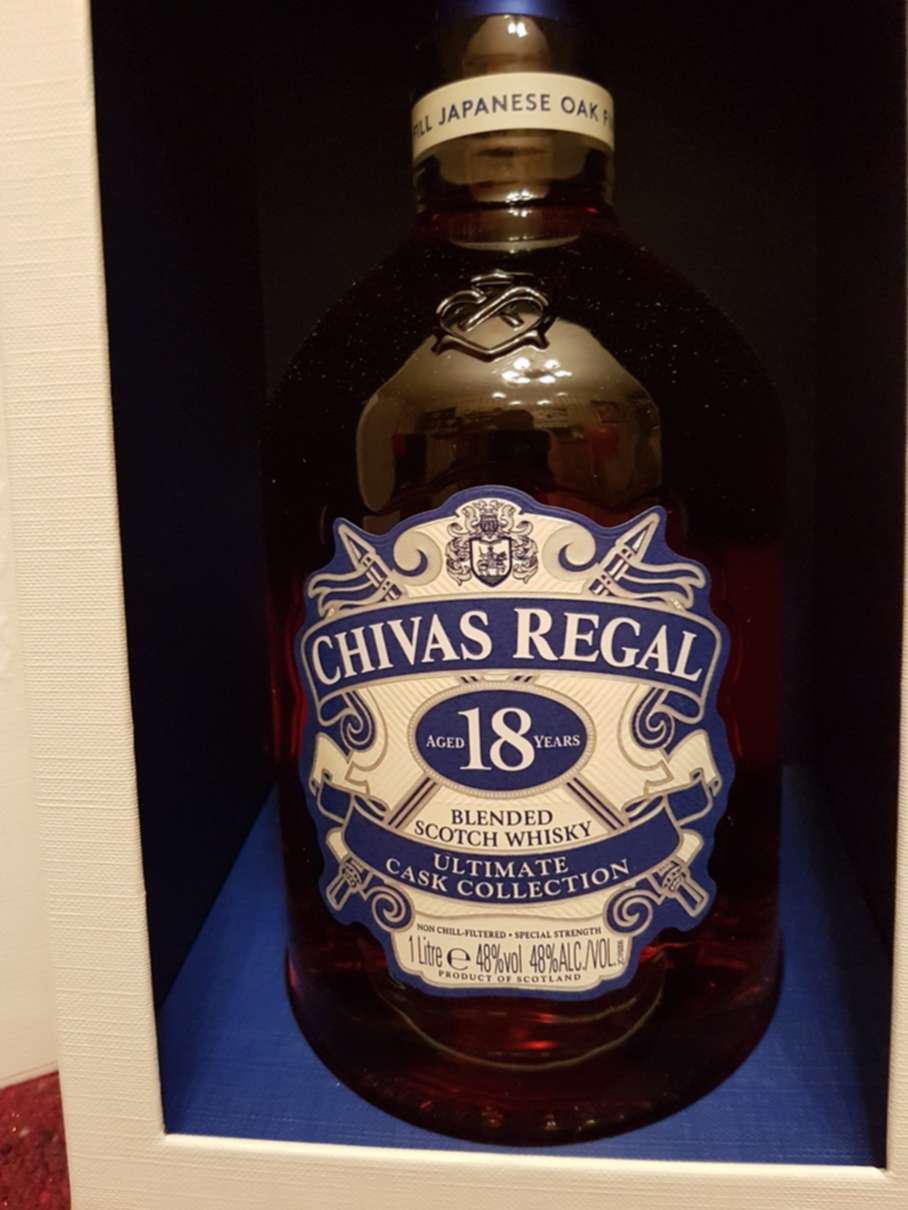 JAPANESE OAK
CHIVAS REGAL
AGED 18 YEARS
BLENDED
SCOTCH WHISKY
ULTIMATE
CASK COLLECTION
NON CHILL-FILTERED • SPECIAL STRENGTH
1 Litre e 48%vol 48%ALC./VOL.
PRODUCT OF SCOTLAND